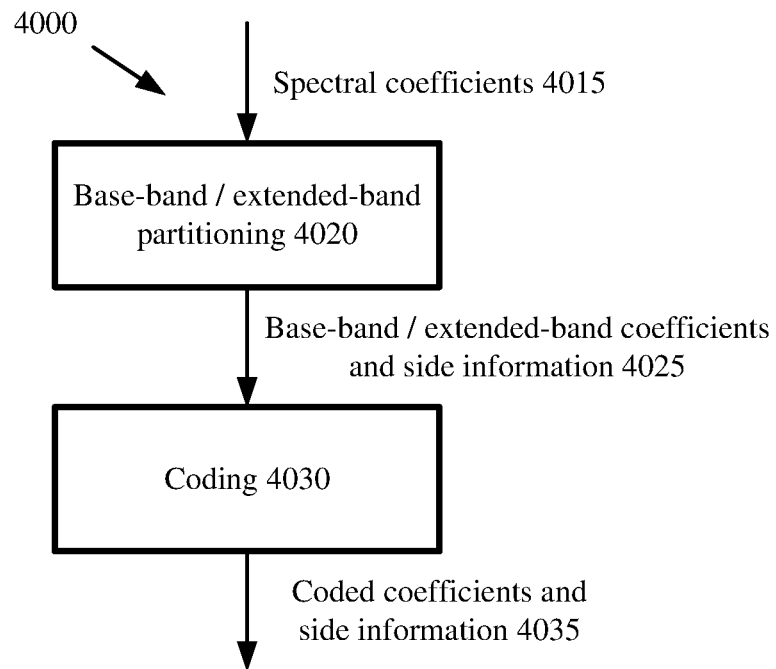 4000
Spectral coefficients 4015
Base-band / extended-band
partitioning 4020
Base-band / extended-band coefficients
and side information 4025
Coding 4030
Coded coefficients and
side information 4035